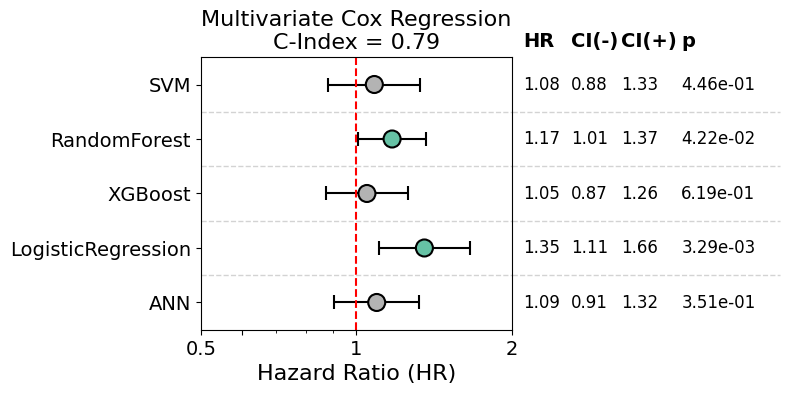 Multivariate Cox Regression
C-Index = 0.79
HR CI(-) CI(+) p
SVM 1.08 0.88 1.33 4.46e-01
RandomForest 1.17 1.01 1.37 4.22e-02
XGBoost 1.05 0.87 1.26 6.19e-01
LogisticRegression 1.35 1.11 1.66 3.29e-03
ANN 1.09 0.91 1.32 3.51e-01
0.5 1 2
Hazard Ratio (HR)